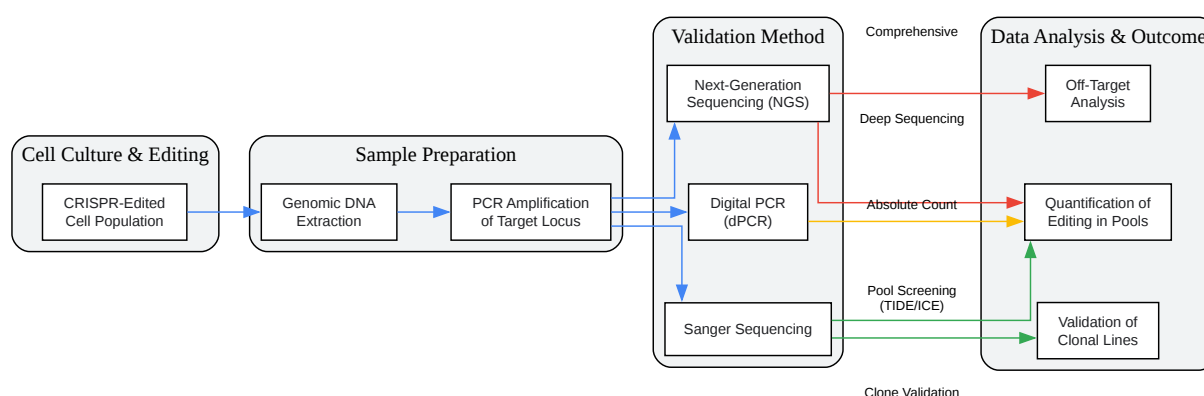 Cell Culture & Editing
CRISPR-Edited
Cell Population
Sample Preparation
Genomic DNA
Extraction
PCR Amplification
of Target Locus
Validation Method
Next-Generation
Sequencing (NGS)
Digital PCR
(dPCR)
Sanger Sequencing
Comprehensive
Deep Sequencing
Absolute Count
Pool Screening
(TIDE/ICE)
Clone Validation
Data Analysis & Outcome
Off-Target
Analysis
Quantification of
Editing in Pools
Validation of
Clonal Lines